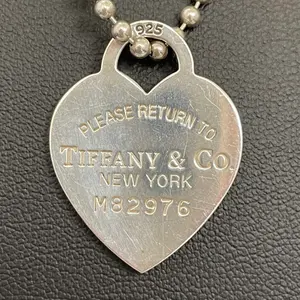 925
PLEASE RETURN TO
TIFFANY & CO.
NEW YORK
M82976